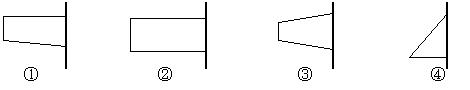 ① ② ③ ④